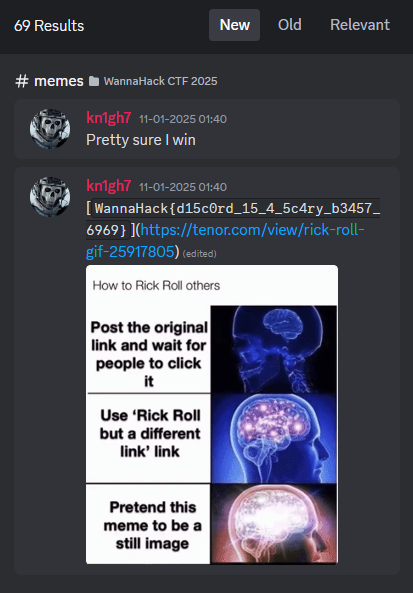 69 Results
New
Old
Relevant
# memes WannaHack CTF 2025
kn1gh7 11-01-2025 01:40
Pretty sure I win
kn1gh7 11-01-2025 01:40
[ WannaHack{d15c0rd_15_4_5c4ry_b3457_
6969} ](https://tenor.com/view/rick-roll-
gif-25917805) (edited)
How to Rick Roll others
Post the original
link and wait for
people to click
it
Use ‘Rick Roll
but a different
link’ link
Pretend this
meme to be a
still image